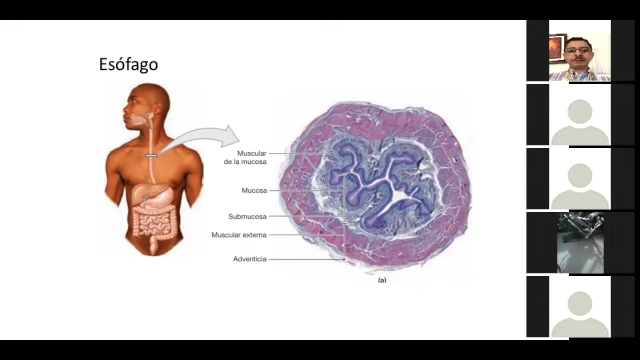 Esófago
Muscular
de la mucosa
Mucosa
Submucosa
Muscular externa
Adventicia
(a)